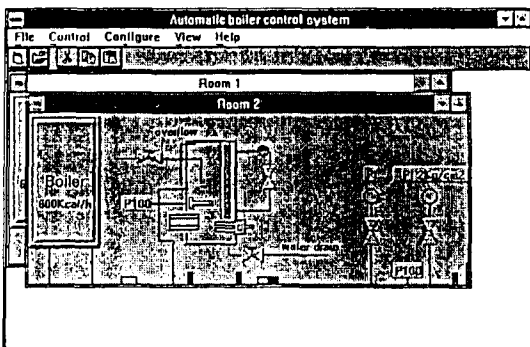 Automatic boiler control system
File Control Configure View Help
Room 1
Room 2
overflow
Boiler
600Kcal/h
P100
water drain
P100